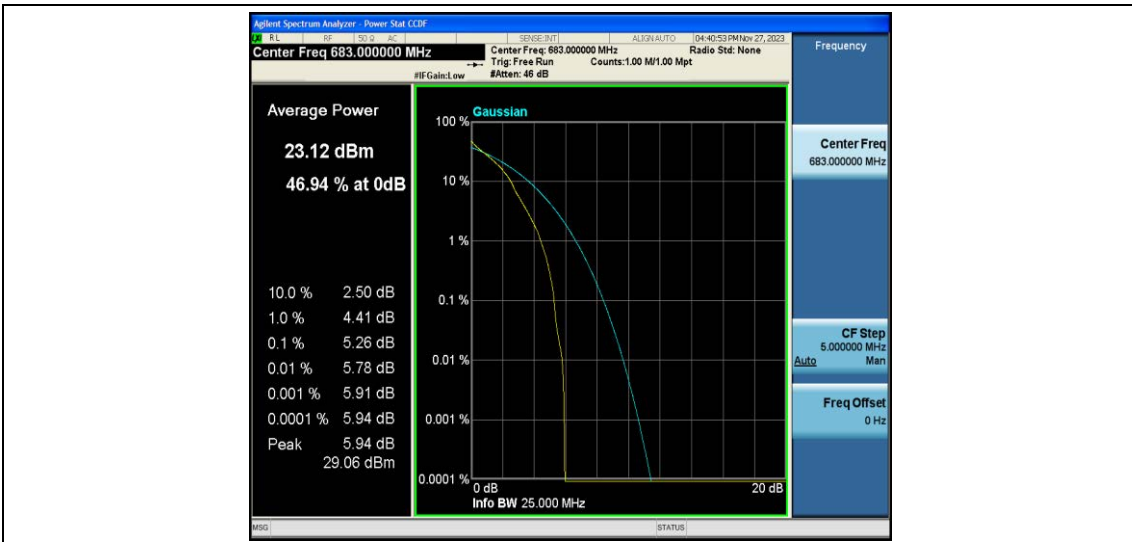 Agilent Spectrum Analyzer - Power Stat CCDF
RL RF 50 Ω AC SENSE:INT ALIGNAUTO 04:40:53 PM Nov 27, 2023
Center Freq 683.000000 MHz
Center Freq: 683.000000 MHz Radio Std: None
Trig: Free Run Counts:1.00 M/1.00 Mpt
#IFGain:Low #Atten: 46 dB
Average Power
23.12 dBm
46.94 % at 0dB
10.0 % 2.50 dB
1.0 % 4.41 dB
0.1 % 5.26 dB
0.01 % 5.78 dB
0.001 % 5.91 dB
0.0001 % 5.94 dB
Peak 5.94 dB
29.06 dBm
Gaussian
100 %
10 %
1 %
0.1 %
0.01 %
0.001 %
0.0001 %
0 dB 20 dB
Info BW 25.000 MHz
Frequency
Center Freq
683.000000 MHz
CF Step
5.000000 MHz
Auto Man
Freq Offset
0 Hz
MSG STATUS